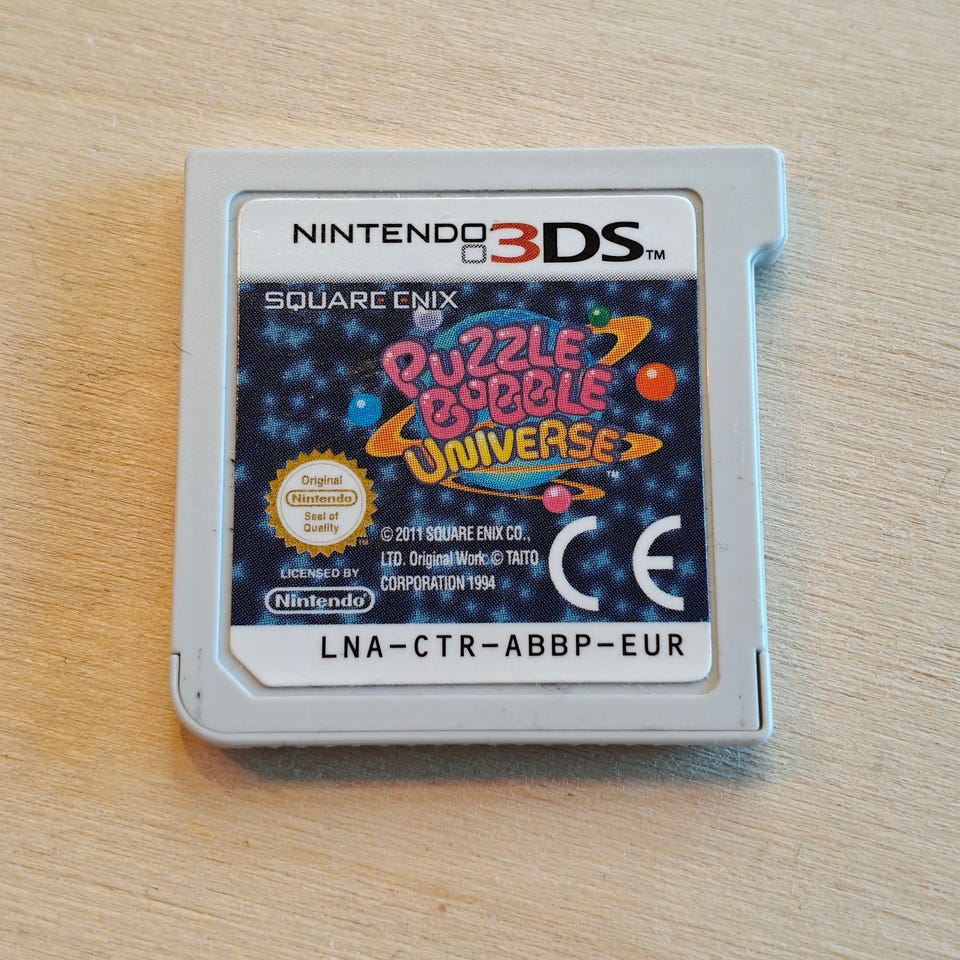 NINTENDO 3DS™
SQUARE ENIX
PUZZLE
BOBBLE
UNIVERSE™
Original
Nintendo
Seal of
Quality
TM
© 2011 SQUARE ENIX CO.,
LTD. Original Work © TAITO
CORPORATION 1994
LICENSED BY
Nintendo
CE
LNA-CTR-ABBP-EUR